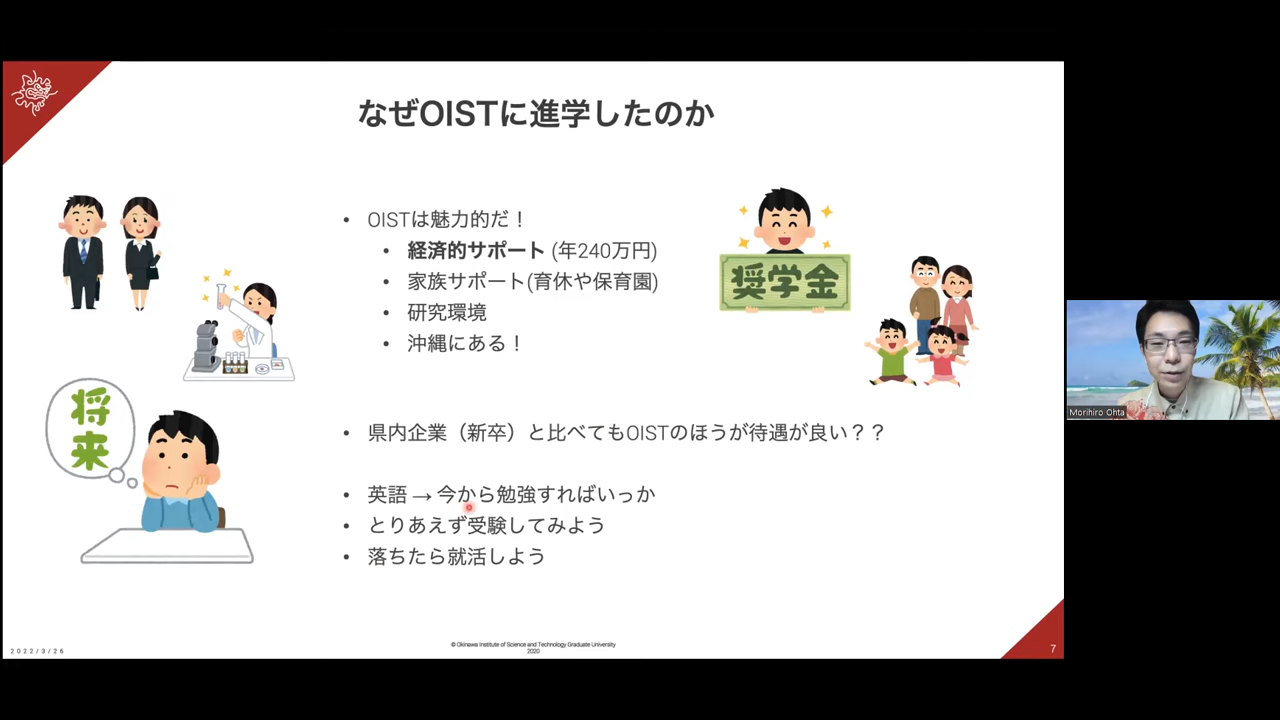 なぜOISTに進学したのか
• OISTは魅力的だ！
• 経済的サポート (年240万円)
• 家族サポート(育休や保育園)
• 研究環境
• 沖縄にある！
奨学金
将来
• 県内企業（新卒）と比べてもOISTのほうが待遇が良い？？
• 英語 → 今から勉強すればいっか
• とりあえず受験してみよう
• 落ちたら就活しよう
Morihiro Ohta
2022/3/26
© Okinawa Institute of Science and Technology Graduate University
2020
7